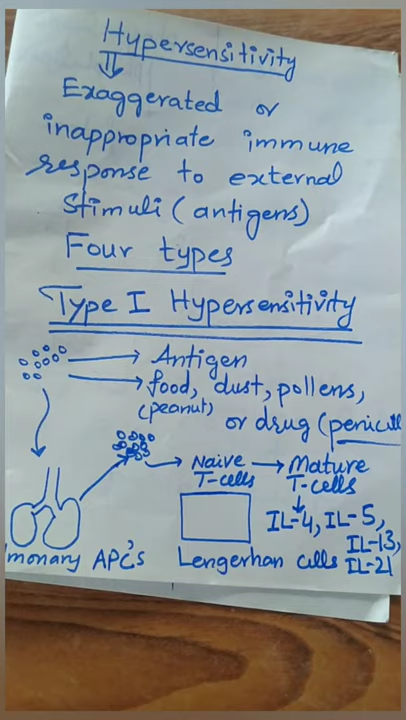 Hypersensitivity
Exaggerated or
inappropriate immune
response to external
stimuli (antigens)
Four types
Type I Hypersensitivity
Antigen
food, dust, pollens,
(peanut) or drug (penicill
Naive → Mature
T-cells T-cells
IL-4, IL-5,
IL-13,
monary APC's Lengerhan cells IL-21